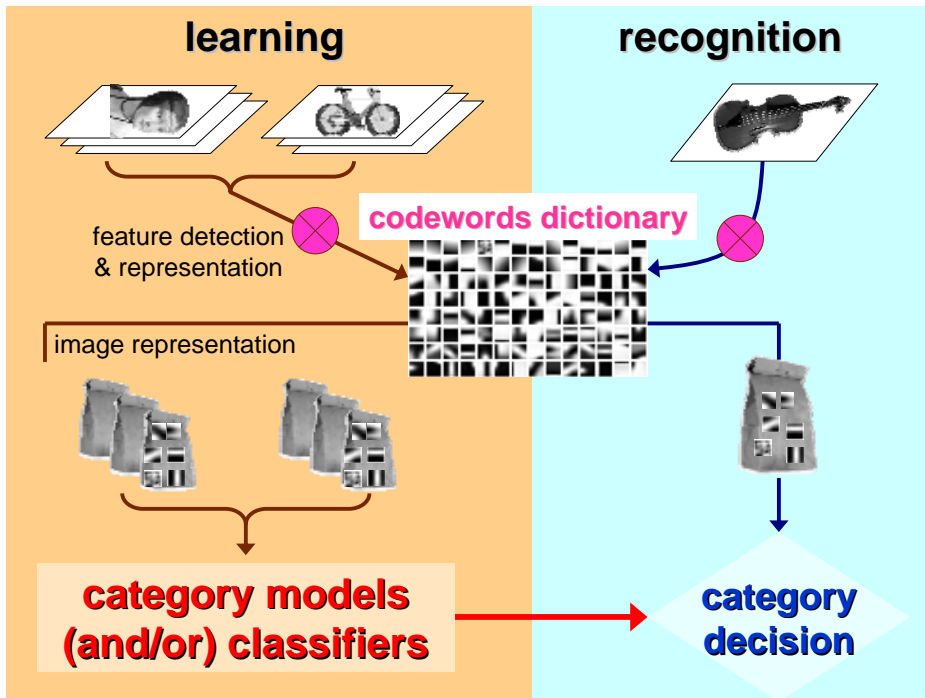 learning
recognition
codewords dictionary
feature detection
& representation
image representation
category models
(and/or) classifiers
category
decision